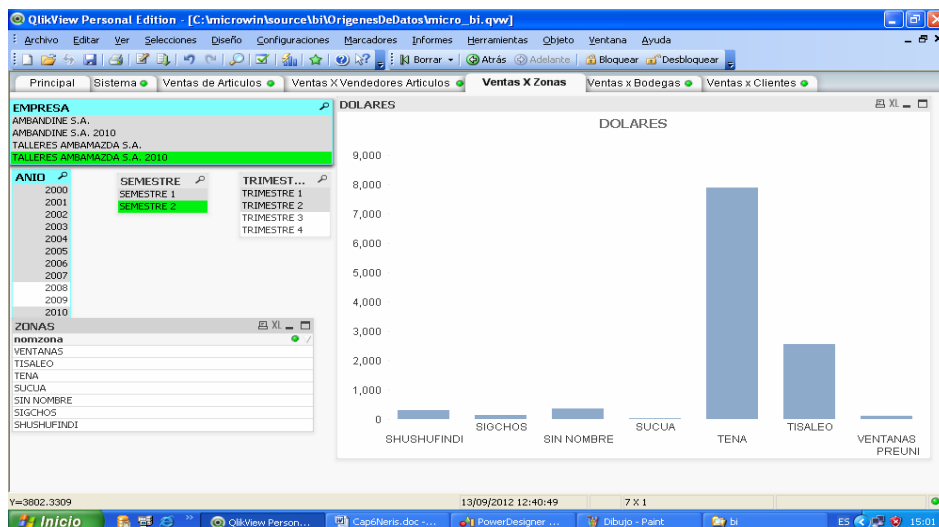 QlikView Personal Edition - [C:\microwin\source\bi\OrigenesDeDatos\micro_bi.qvw]
Archivo Editar Ver Selecciones Diseño Configuraciones Marcadores Informes Herramientas Objeto Ventana Ayuda
Borrar Atrás Adelante Bloquear Desbloquear
Principal Sistema Ventas de Articulos Ventas X Vendedores Articulos Ventas X Zonas Ventas x Bodegas Ventas x Clientes
EMPRESA
AMBANDINE S.A.
AMBANDINE S.A. 2010
TALLERES AMBAMAZDA S.A.
TALLERES AMBAMAZDA S.A. 2010
ANIO
2000
2001
2002
2003
2004
2005
2006
2007
2008
2009
2010
SEMESTRE
SEMESTRE 1
SEMESTRE 2
TRIMEST...
TRIMESTRE 1
TRIMESTRE 2
TRIMESTRE 3
TRIMESTRE 4
ZONAS XL
nomzona
VENTANAS
TISALEO
TENA
SUCUA
SIN NOMBRE
SIGCHOS
SHUSHUFINDI
DOLARES XL
DOLARES
9,000
8,000
7,000
6,000
5,000
4,000
3,000
2,000
1,000
0
SHUSHUFINDI SIGCHOS SIN NOMBRE SUCUA TENA TISALEO VENTANAS
PREUNI
Y=3802.3309 13/09/2012 12:40:49 7 X 1
Inicio QlikView Person... Cap6Neris.doc -... PowerDesigner ... Dibujo - Paint bi ES 15:01